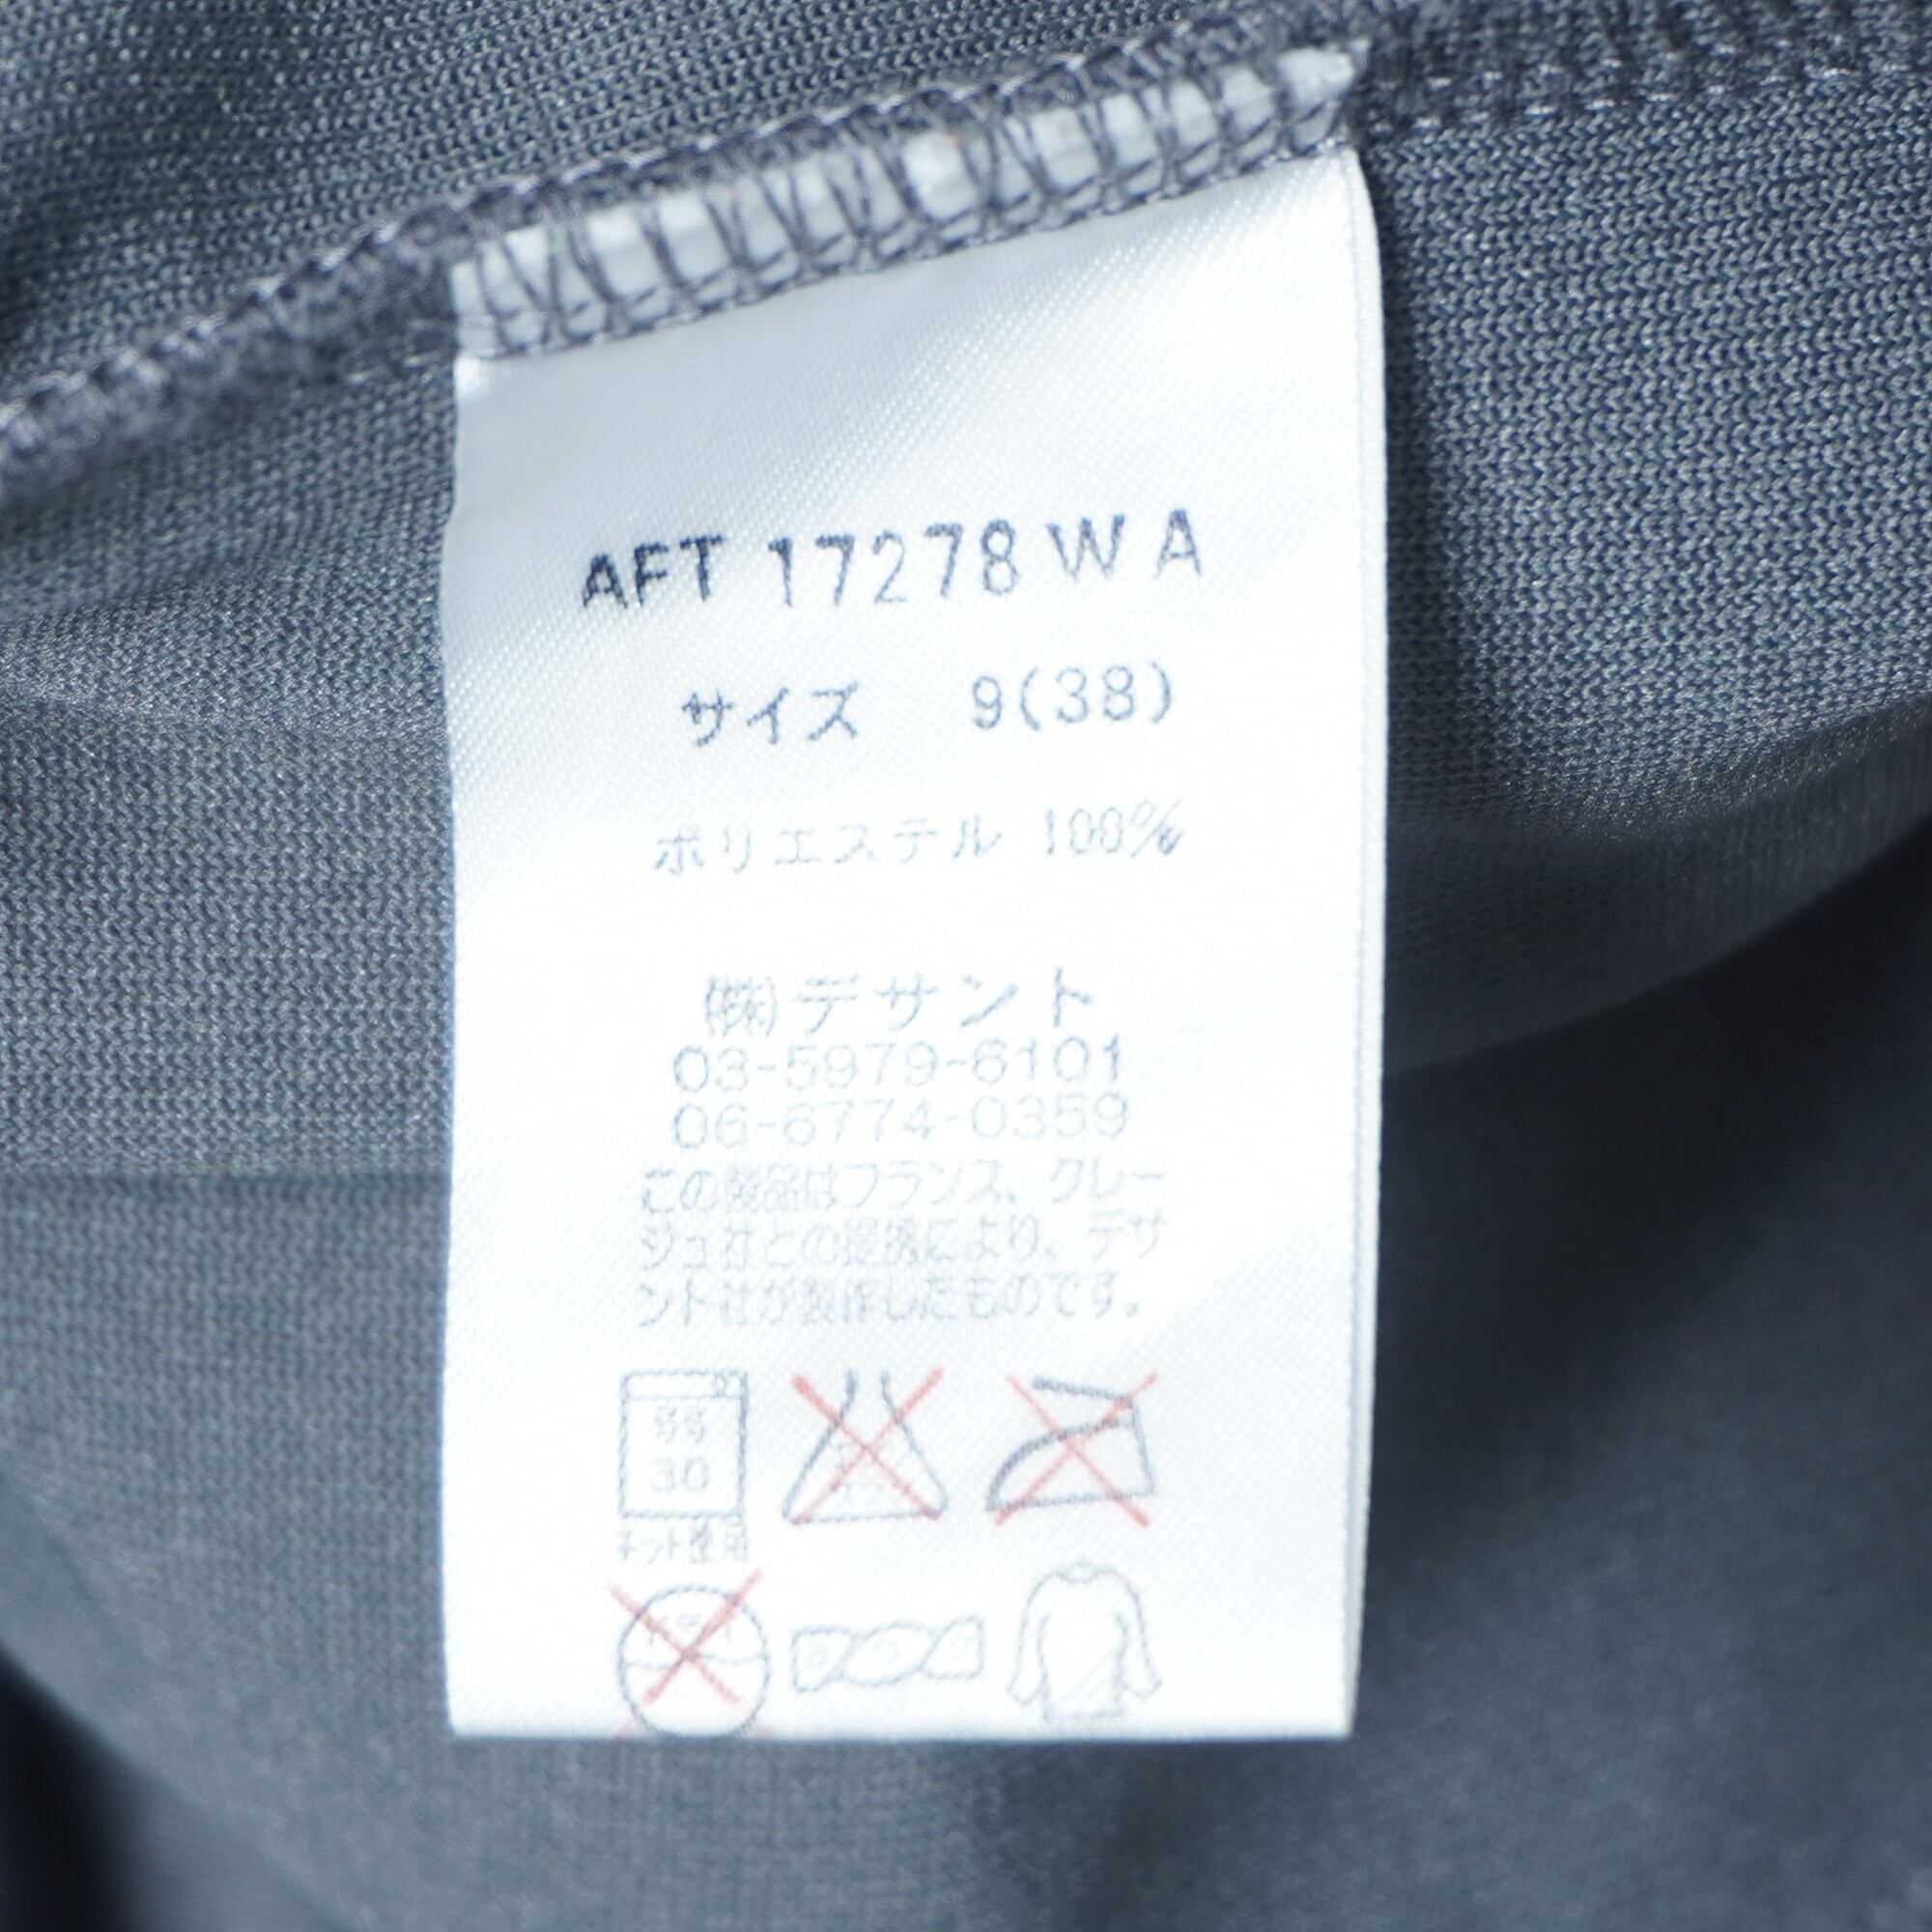 AFT 17278 W A
サイズ 9(38)
ポリエステル 100%
(株)デサント
03-5979-6101
06-6774-0359
この製品はフランス、クレー
ジュ社との提携により、デサ
ント社が製作したものです。
弱
30
ネット使用